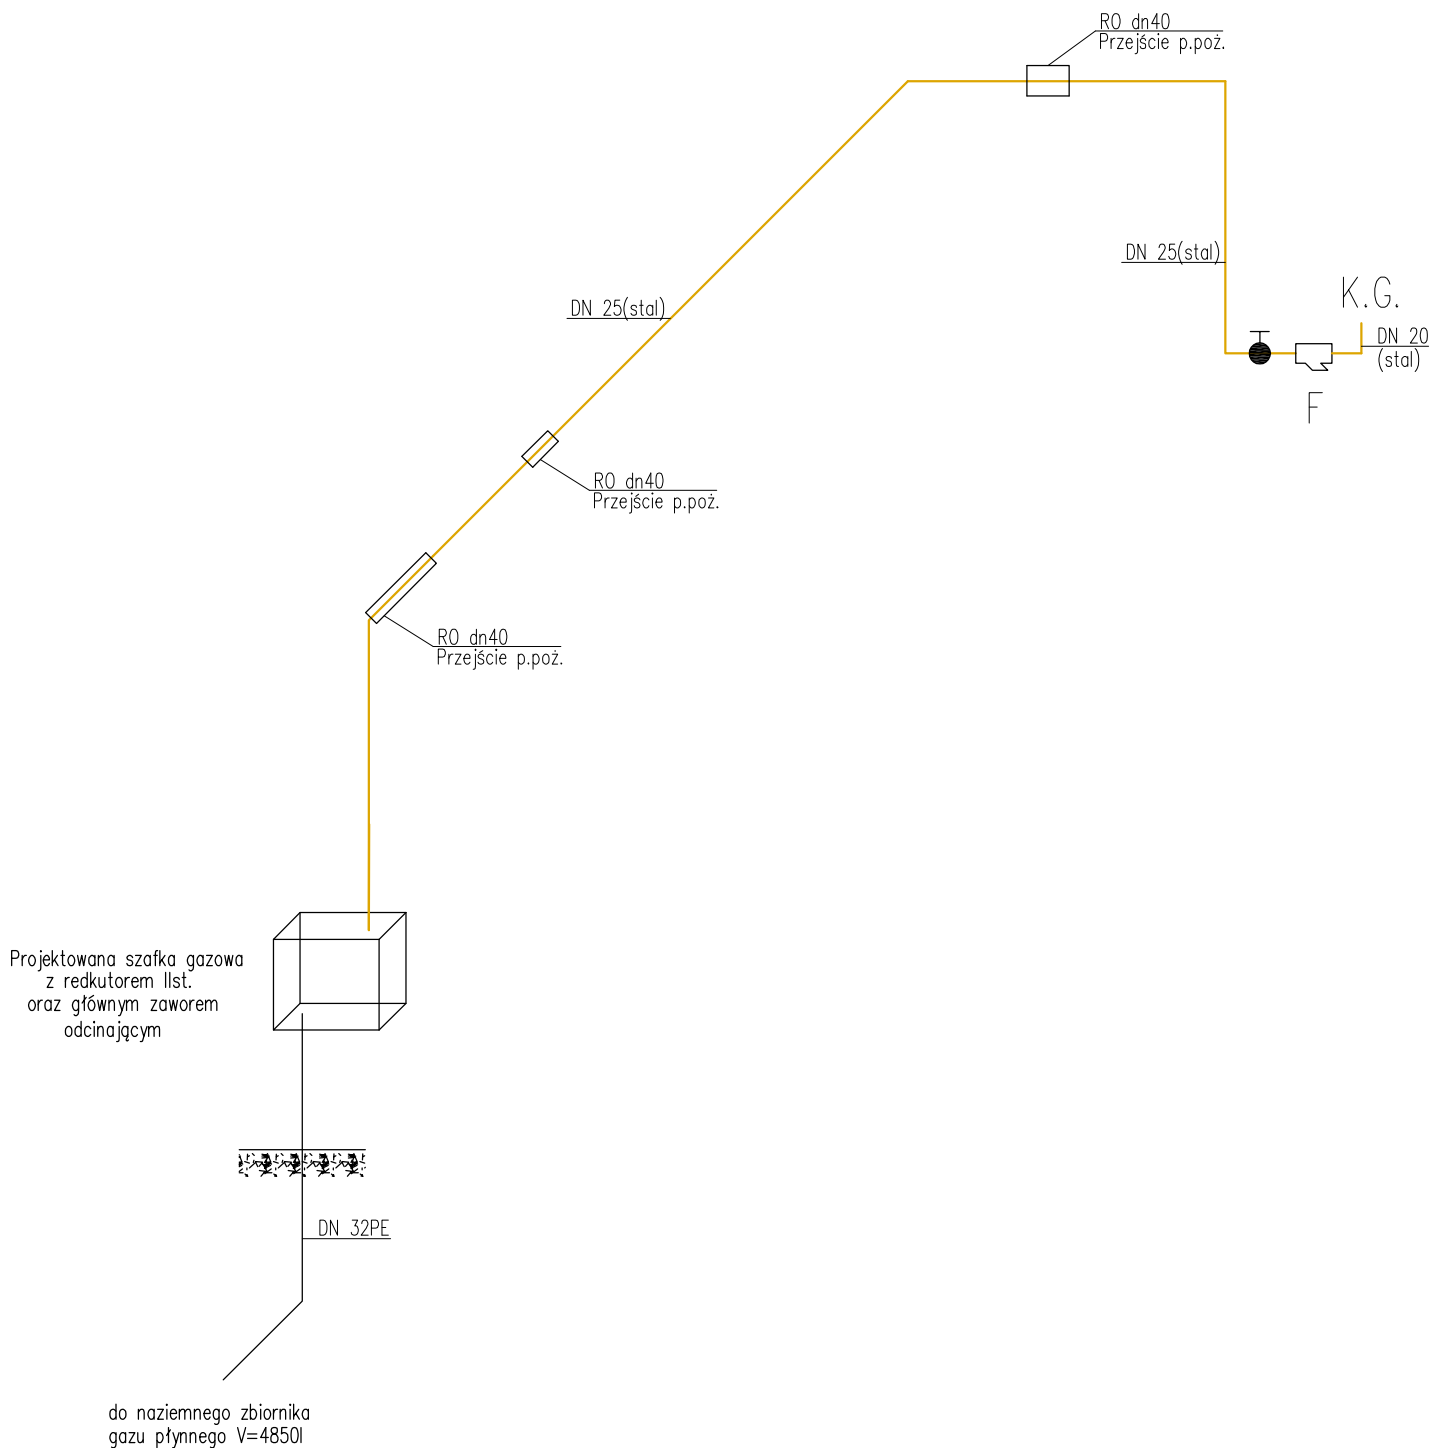 RO dn40
Przejście p.poż.
DN 25(stal)
K.G.
DN 25(stal)
DN 20
(stal)
F
RO dn40
Przejście p.poż.
RO dn40
Przejście p.poż.
Projektowana szafka gazowa
z redkutorem IIst.
oraz głównym zaworem
odcinającym
DN 32PE
do naziemnego zbiornika
gazu płynnego V=4850l